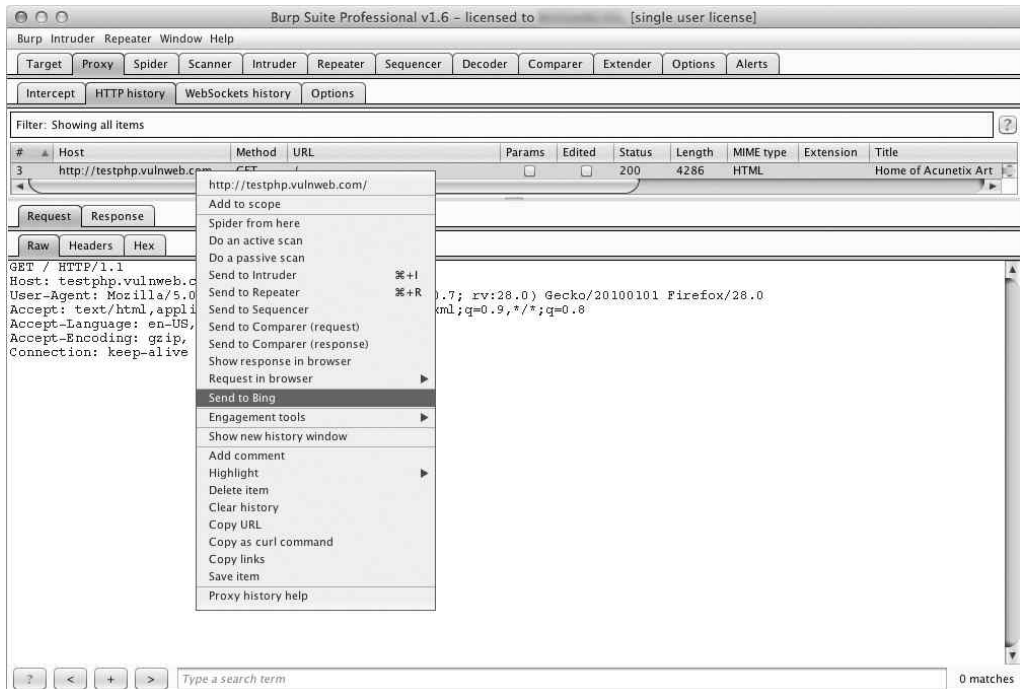 Burp Suite Professional v1.6 – licensed to [single user license]
Burp Intruder Repeater Window Help
Target Proxy Spider Scanner Intruder Repeater Sequencer Decoder Comparer Extender Options Alerts
Intercept HTTP history WebSockets history Options
Filter: Showing all items ?
# Host Method URL Params Edited Status Length MIME type Extension Title
3 http://testphp.vulnweb.com GET / 200 4286 HTML Home of Acunetix Art
http://testphp.vulnweb.com/
Add to scope
Spider from here
Do an active scan
Do a passive scan
Send to Intruder ⌘+I
Send to Repeater ⌘+R
Send to Sequencer
Send to Comparer (request)
Send to Comparer (response)
Show response in browser
Request in browser
Send to Bing
Engagement tools
Show new history window
Add comment
Highlight
Delete item
Clear history
Copy URL
Copy as curl command
Copy links
Save item
Proxy history help
Request Response
Raw Headers Hex
GET / HTTP/1.1
Host: testphp.vulnweb.c
User-Agent: Mozilla/5.0 0.7; rv:28.0) Gecko/20100101 Firefox/28.0
Accept: text/html,appli xml;q=0.9,*/*;q=0.8
Accept-Language: en-US,
Accept-Encoding: gzip,
Connection: keep-alive
? < + > Type a search term 0 matches